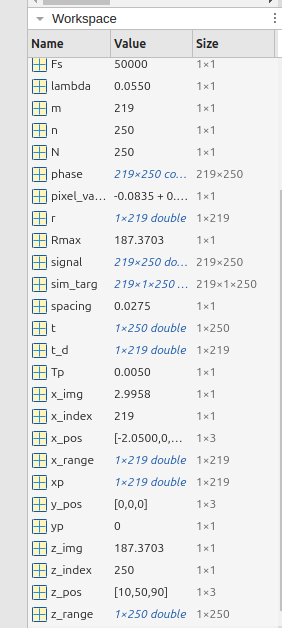 Workspace
Name Value Size
Fs 50000 1×1
lambda 0.0550 1×1
m 219 1×1
n 250 1×1
N 250 1×1
phase 219×250 co... 219×250
pixel_va... -0.0835 + 0.... 1×1
r 1×219 double 1×219
Rmax 187.3703 1×1
signal 219×250 do... 219×250
sim_targ 219×1×250 ... 219×1×250
spacing 0.0275 1×1
t 1×250 double 1×250
t_d 1×219 double 1×219
Tp 0.0050 1×1
x_img 2.9958 1×1
x_index 219 1×1
x_pos [-2.0500,0,... 1×3
x_range 1×219 double 1×219
xp 1×219 double 1×219
y_pos [0,0,0] 1×3
yp 0 1×1
z_img 187.3703 1×1
z_index 250 1×1
z_pos [10,50,90] 1×3
z_range 1×250 double 1×250